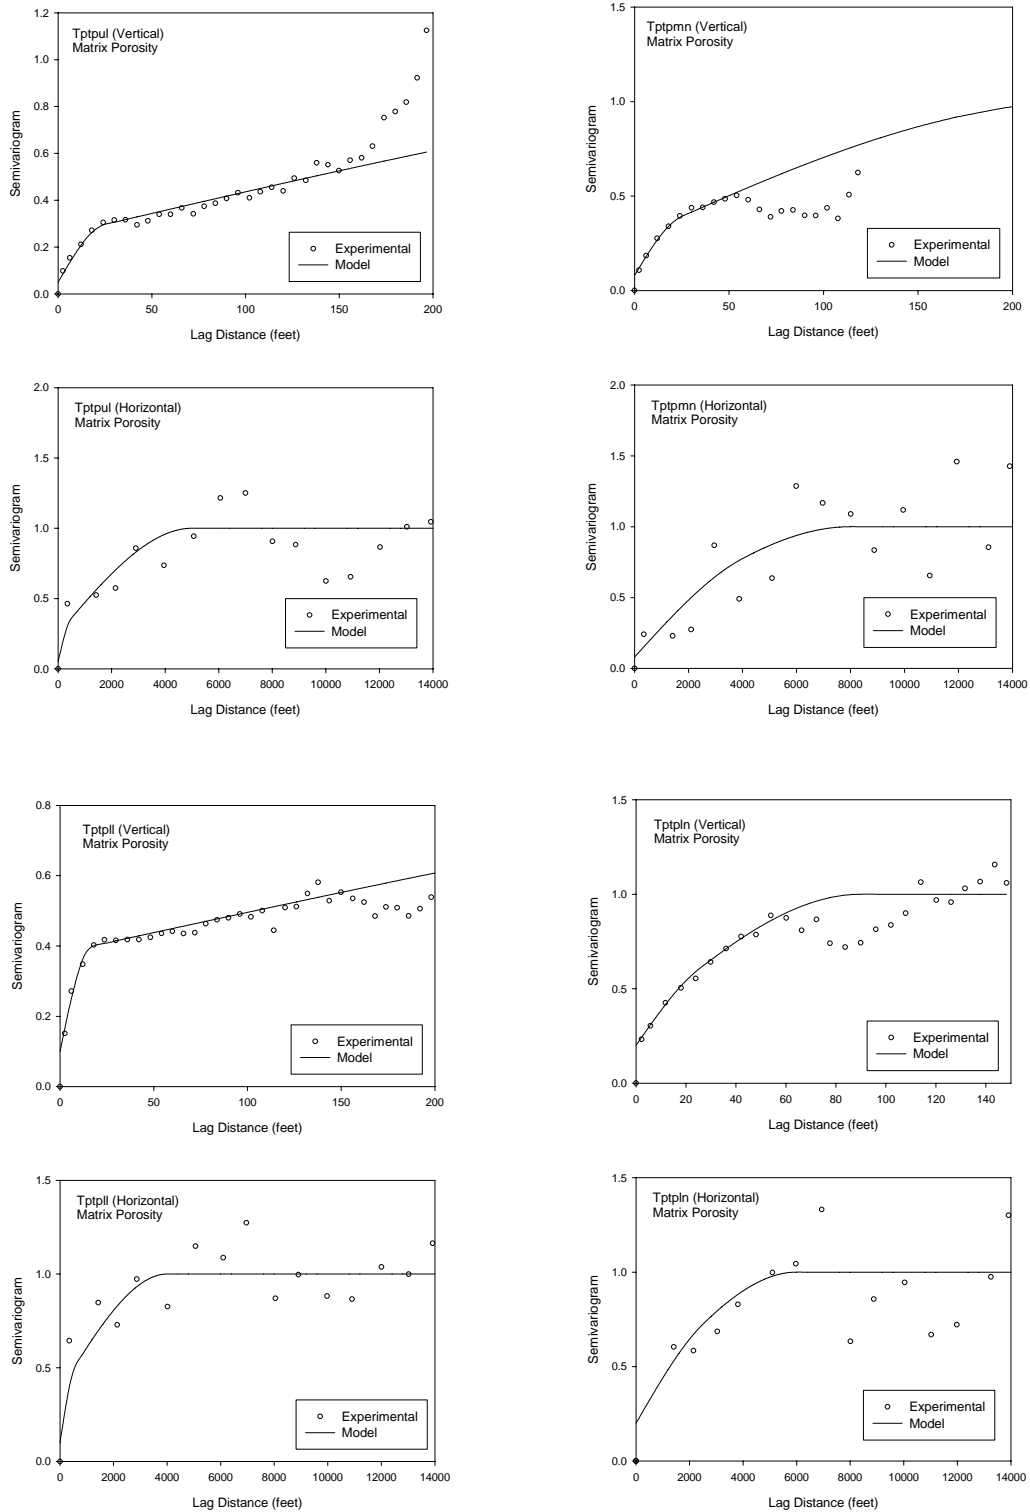 Tptpul (Vertical)
Matrix Porosity
Semivariogram
1.2
1.0
0.8
0.6
0.4
0.2
0.0
0 50 100 150 200
Lag Distance (feet)
Experimental
Model
Tptpmn (Vertical)
Matrix Porosity
Semivariogram
1.5
1.0
0.5
0.0
0 50 100 150 200
Lag Distance (feet)
Experimental
Model
Tptpul (Horizontal)
Matrix Porosity
Semivariogram
2.0
1.5
1.0
0.5
0.0
0 2000 4000 6000 8000 10000 12000 14000
Lag Distance (feet)
Experimental
Model
Tptpmn (Horizontal)
Matrix Porosity
Semivariogram
2.0
1.5
1.0
0.5
0.0
0 2000 4000 6000 8000 10000 12000 14000
Lag Distance (feet)
Experimental
Model
Tptpll (Vertical)
Matrix Porosity
Semivariogram
0.8
0.6
0.4
0.2
0.0
0 50 100 150 200
Lag Distance (feet)
Experimental
Model
Tptpln (Vertical)
Matrix Porosity
Semivariogram
1.5
1.0
0.5
0.0
0 20 40 60 80 100 120 140
Lag Distance (feet)
Experimental
Model
Tptpll (Horizontal)
Matrix Porosity
Semivariogram
1.5
1.0
0.5
0.0
0 2000 4000 6000 8000 10000 12000 14000
Lag Distance (feet)
Experimental
Model
Tptpln (Horizontal)
Matrix Porosity
Semivariogram
1.5
1.0
0.5
0.0
0 2000 4000 6000 8000 10000 12000 14000
Lag Distance (feet)
Experimental
Model